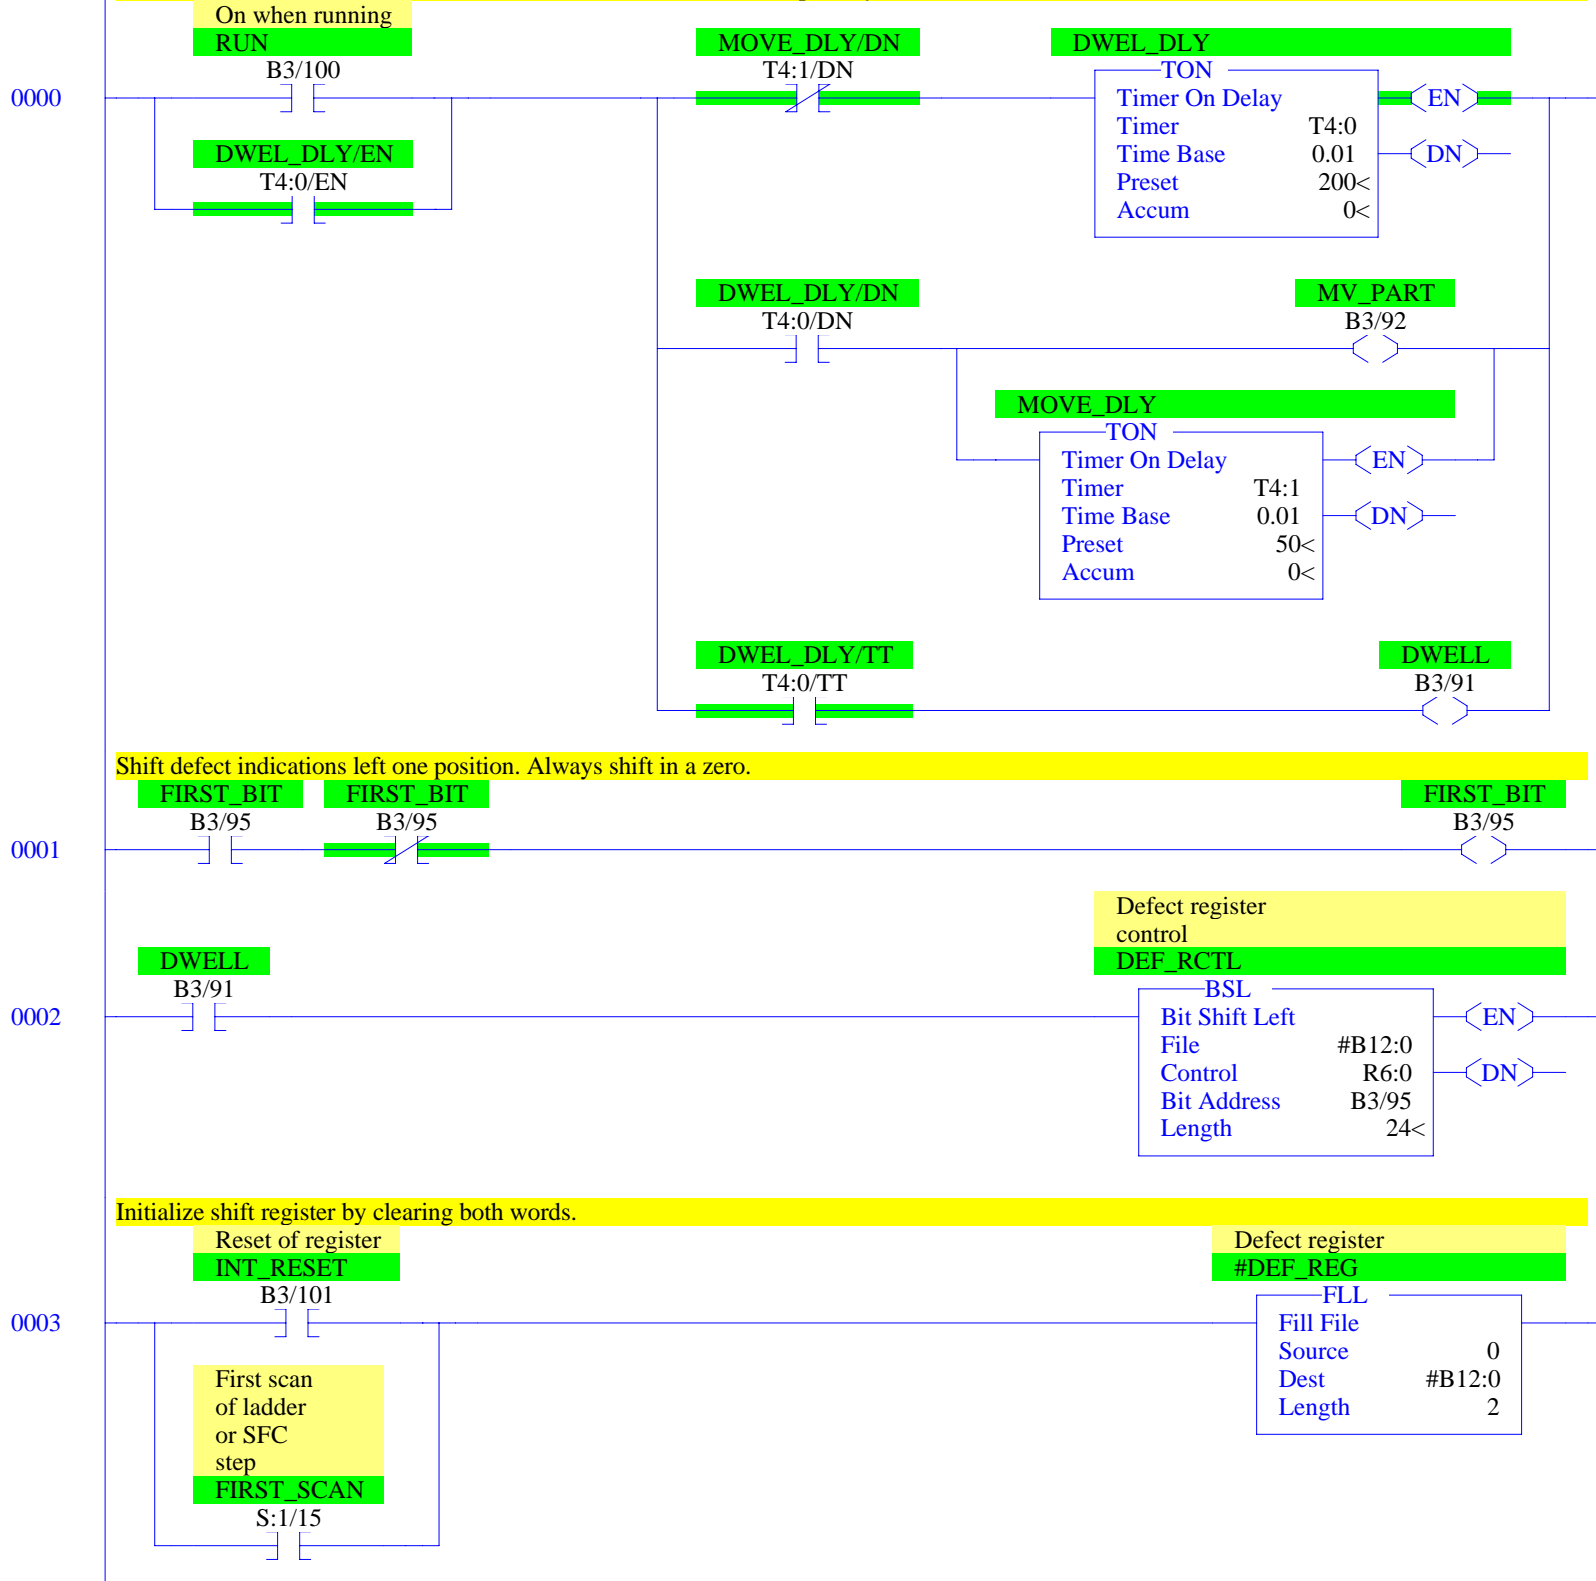 On when running
RUN
B3/100
MOVE_DLY/DN
T4:1/DN
DWEL_DLY
TON
Timer On Delay
Timer T4:0
Time Base 0.01
Preset 200<
Accum 0<
EN
DN
0000
DWEL_DLY/EN
T4:0/EN
DWEL_DLY/DN
T4:0/DN
MV_PART
B3/92
MOVE_DLY
TON
Timer On Delay
Timer T4:1
Time Base 0.01
Preset 50<
Accum 0<
EN
DN
DWEL_DLY/TT
T4:0/TT
DWELL
B3/91
Shift defect indications left one position. Always shift in a zero.
FIRST_BIT
B3/95
FIRST_BIT
B3/95
FIRST_BIT
B3/95
0001
Defect register
control
DEF_RCTL
DWELL
B3/91
0002
BSL
Bit Shift Left
File #B12:0
Control R6:0
Bit Address B3/95
Length 24<
EN
DN
Initialize shift register by clearing both words.
Reset of register
INT_RESET
B3/101
Defect register
#DEF_REG
0003
FLL
Fill File
Source 0
Dest #B12:0
Length 2
First scan
of ladder
or SFC
step
FIRST_SCAN
S:1/15